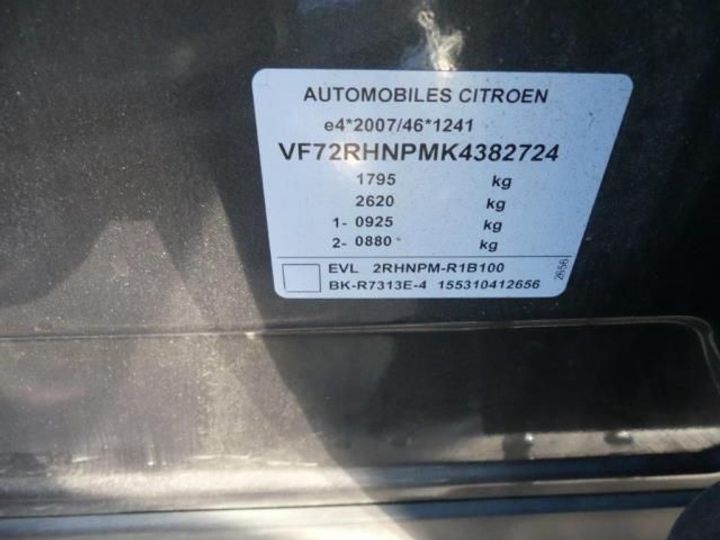 AUTOMOBILES CITROEN
e4*2007/46*1241
VF72RHNPMK4382724
1795 kg
2620 kg
1- 0925 kg
2- 0880 kg
EVL 2RHNPM-R1B100
BK-R7313E-4 155310412656
2656